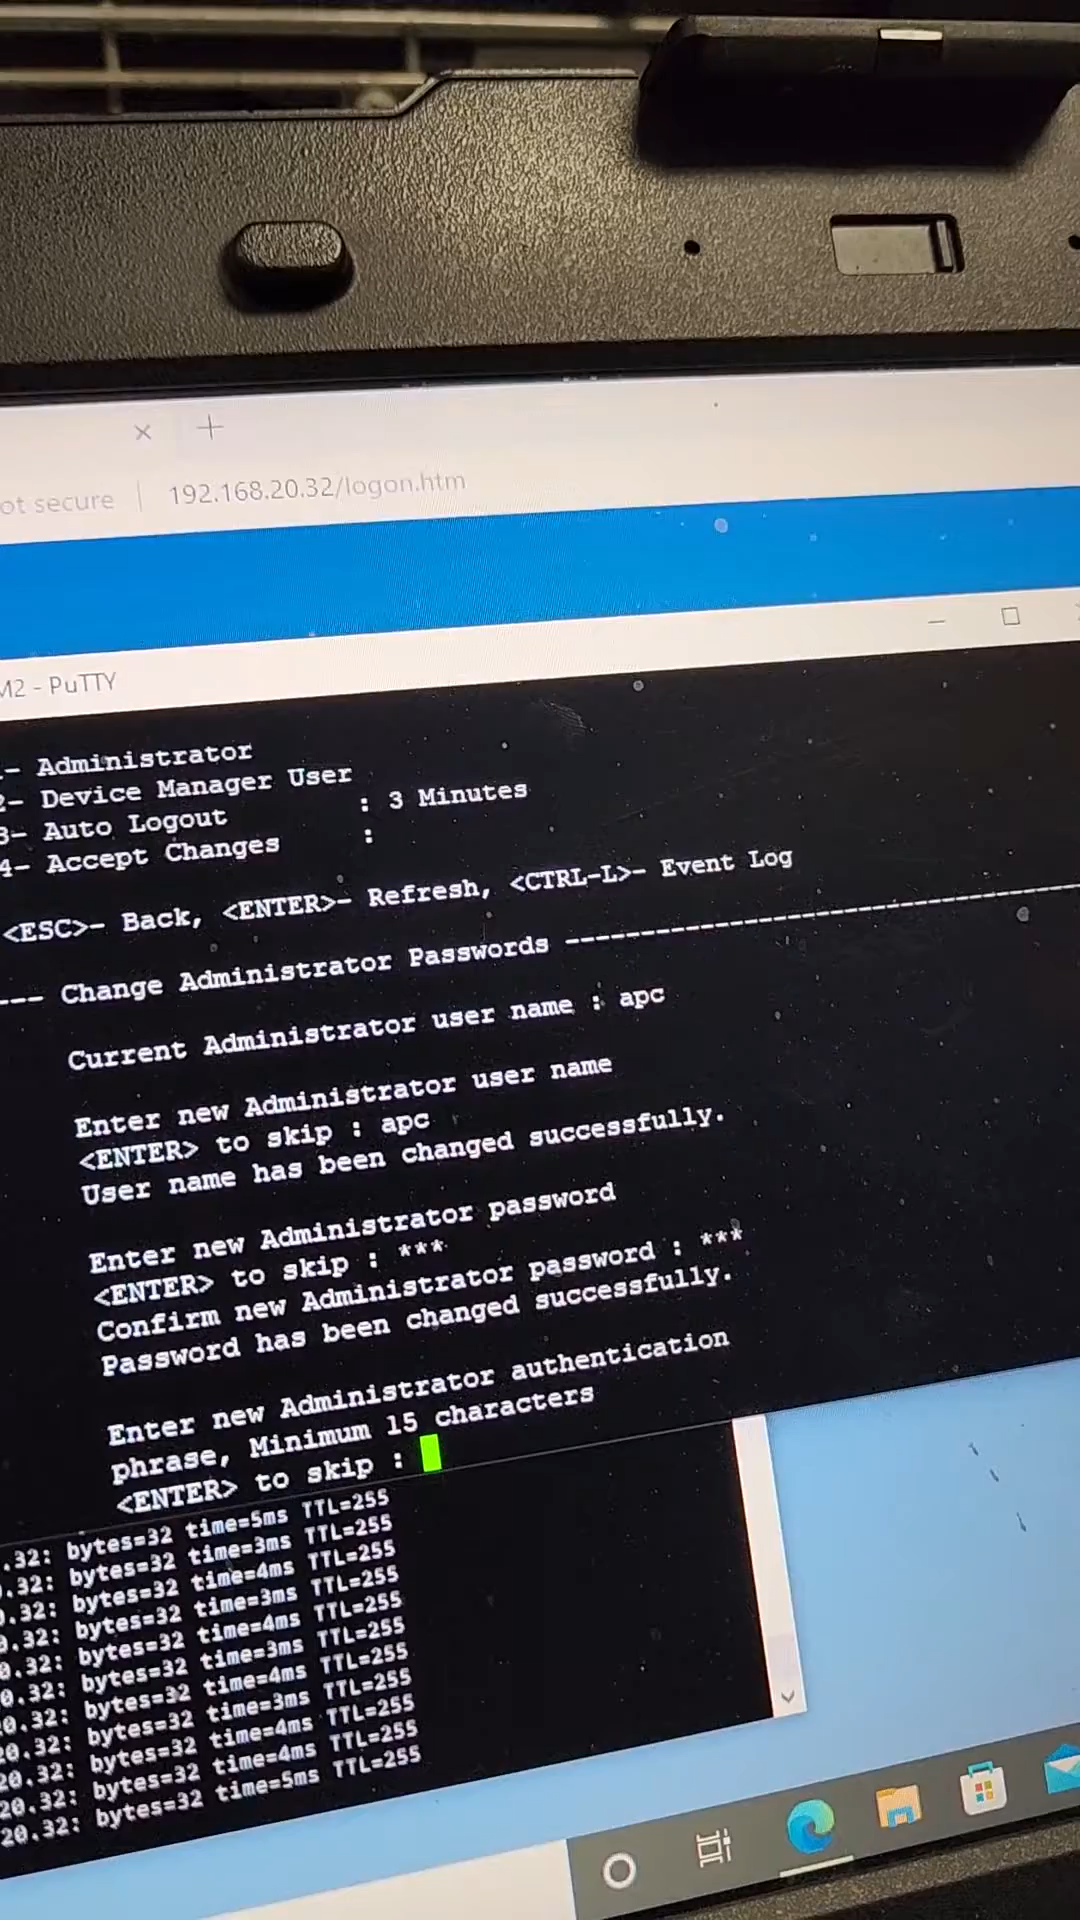 ot secure | 192.168.20.32/logon.htm
M2 - PuTTY
- Administrator
2- Device Manager User
3- Auto Logout : 3 Minutes
4- Accept Changes :
<ESC>- Back, <ENTER>- Refresh, <CTRL-L>- Event Log
--- Change Administrator Passwords -----------------------------------
Current Administrator user name : apc
Enter new Administrator user name
<ENTER> to skip : apc
User name has been changed successfully.
Enter new Administrator password
<ENTER> to skip : ***
Confirm new Administrator password : ***
Password has been changed successfully.
Enter new Administrator authentication
phrase, Minimum 15 characters
<ENTER> to skip :
.32: bytes=32 time=5ms TTL=255
.32: bytes=32 time=3ms TTL=255
0.32: bytes=32 time=4ms TTL=255
0.32: bytes=32 time=3ms TTL=255
0.32: bytes=32 time=4ms TTL=255
0.32: bytes=32 time=3ms TTL=255
20.32: bytes=32 time=4ms TTL=255
20.32: bytes=32 time=3ms TTL=255
20.32: bytes=32 time=4ms TTL=255
20.32: bytes=32 time=4ms TTL=255
20.32: bytes=32 time=5ms TTL=255